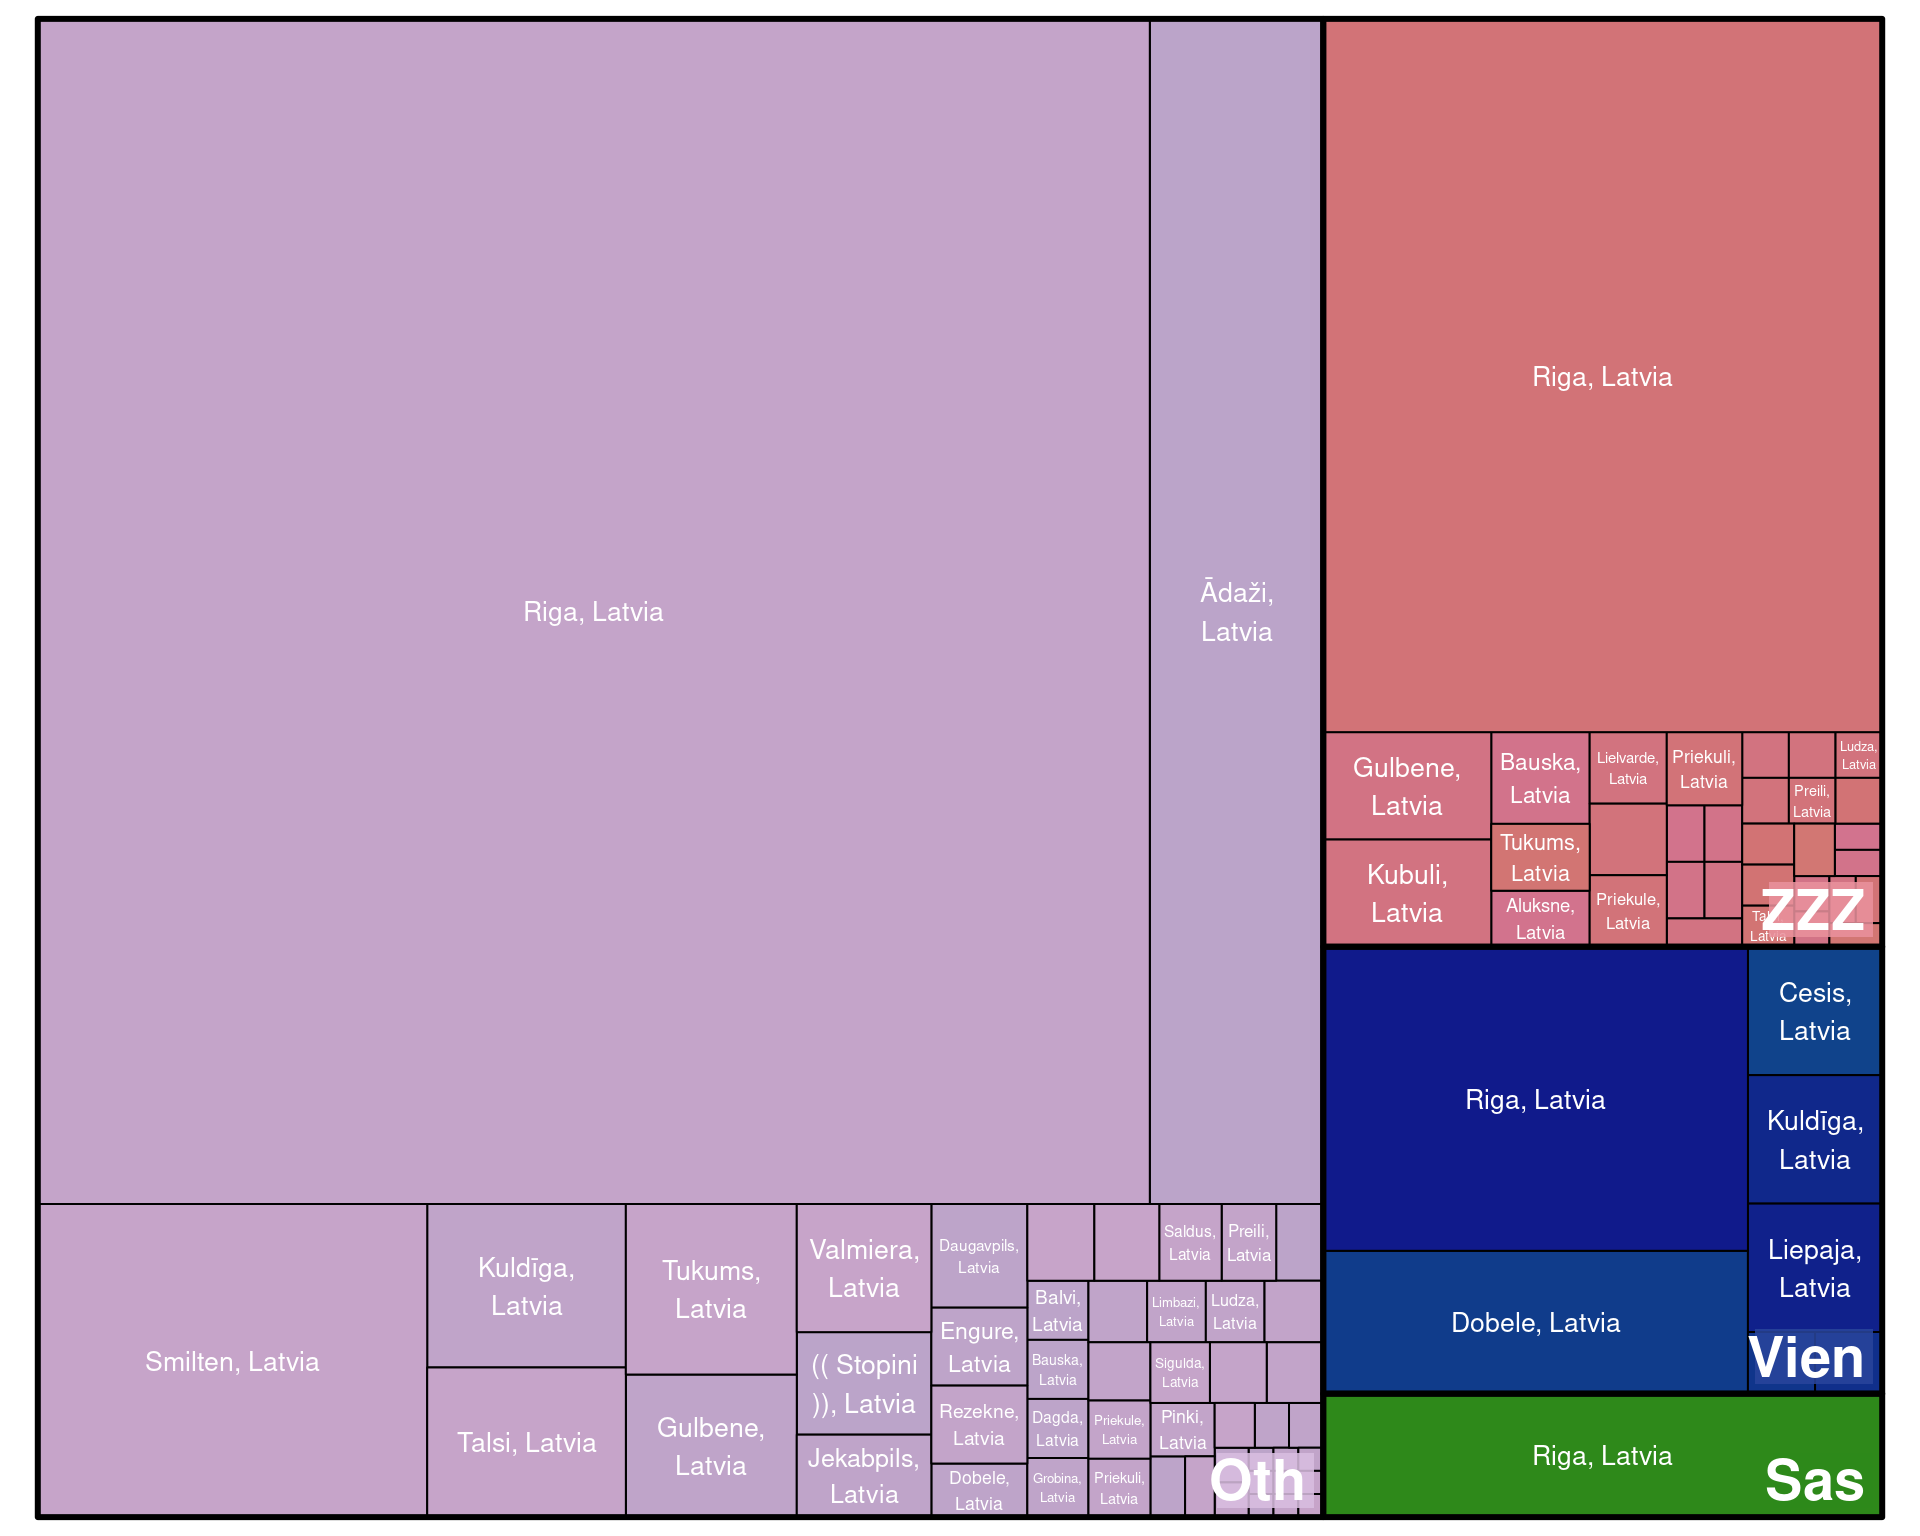 Riga, Latvia
Ādaži,
Latvia
Smilten, Latvia
Kuldīga,
Latvia
Talsi, Latvia
Tukums,
Latvia
Gulbene,
Latvia
Valmiera,
Latvia
(( Stopini
)), Latvia
Jekabpils,
Latvia
Daugavpils,
Latvia
Engure,
Latvia
Rezekne,
Latvia
Dobele,
Latvia
Balvi,
Latvia
Bauska,
Latvia
Dagda,
Latvia
Grobina,
Latvia
Priekule,
Latvia
Priekuli,
Latvia
Saldus,
Latvia
Preili,
Latvia
Limbazi,
Latvia
Ludza,
Latvia
Sigulda,
Latvia
Pinki,
Latvia
Oth
Riga, Latvia
Gulbene,
Latvia
Kubuli,
Latvia
Bauska,
Latvia
Tukums,
Latvia
Aluksne,
Latvia
Lielvarde,
Latvia
Priekule,
Latvia
Priekuli,
Latvia
Ludza,
Latvia
Preili,
Latvia
Latvia
ZZZ
Riga, Latvia
Dobele, Latvia
Cesis,
Latvia
Kuldīga,
Latvia
Liepaja,
Latvia
Vien
Riga, Latvia
Sas